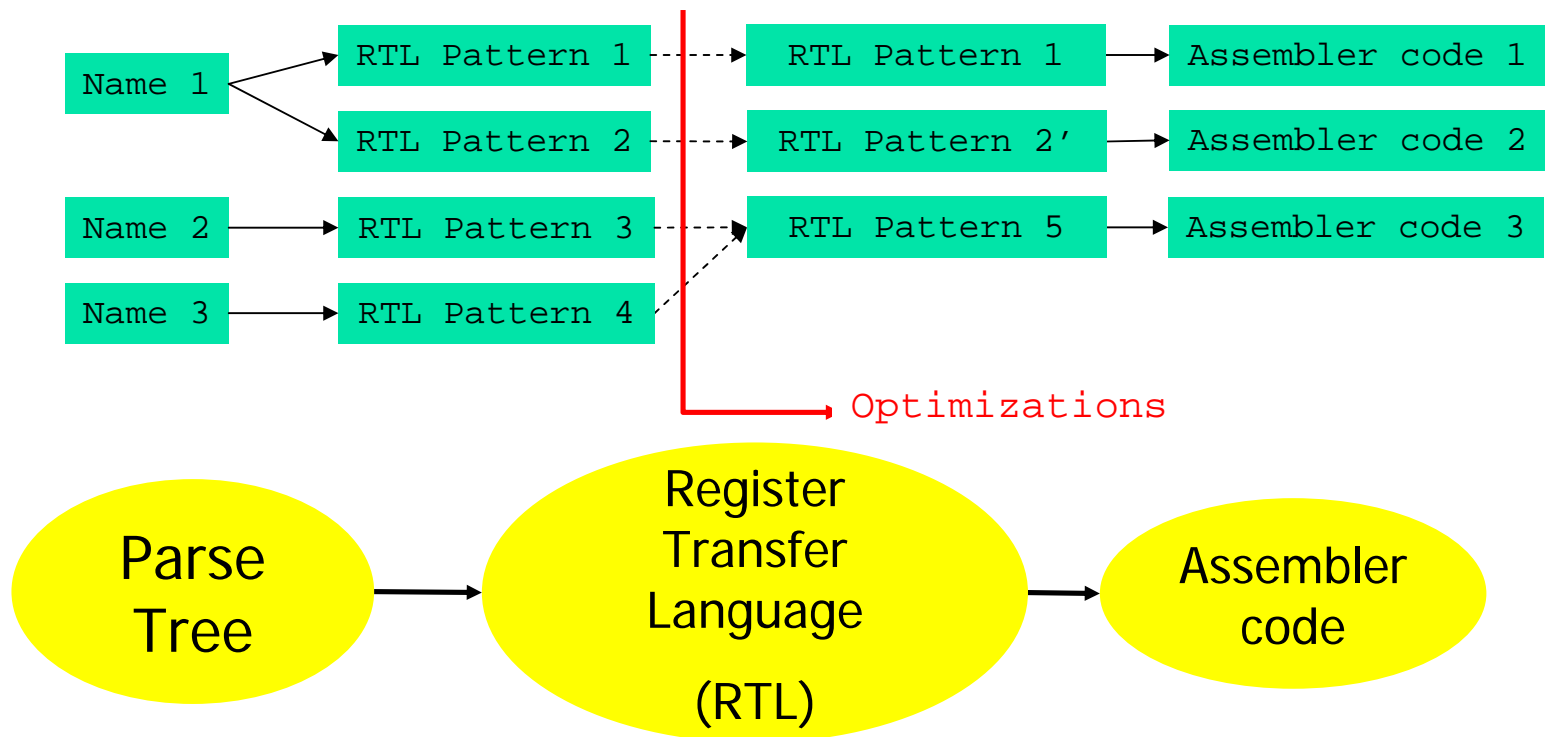 Name 1
RTL Pattern 1
RTL Pattern 1
Assembler code 1
RTL Pattern 2
RTL Pattern 2’
Assembler code 2
Name 2
RTL Pattern 3
RTL Pattern 5
Assembler code 3
Name 3
RTL Pattern 4
Optimizations
Parse
Tree
Register
Transfer
Language
(RTL)
Assembler
code